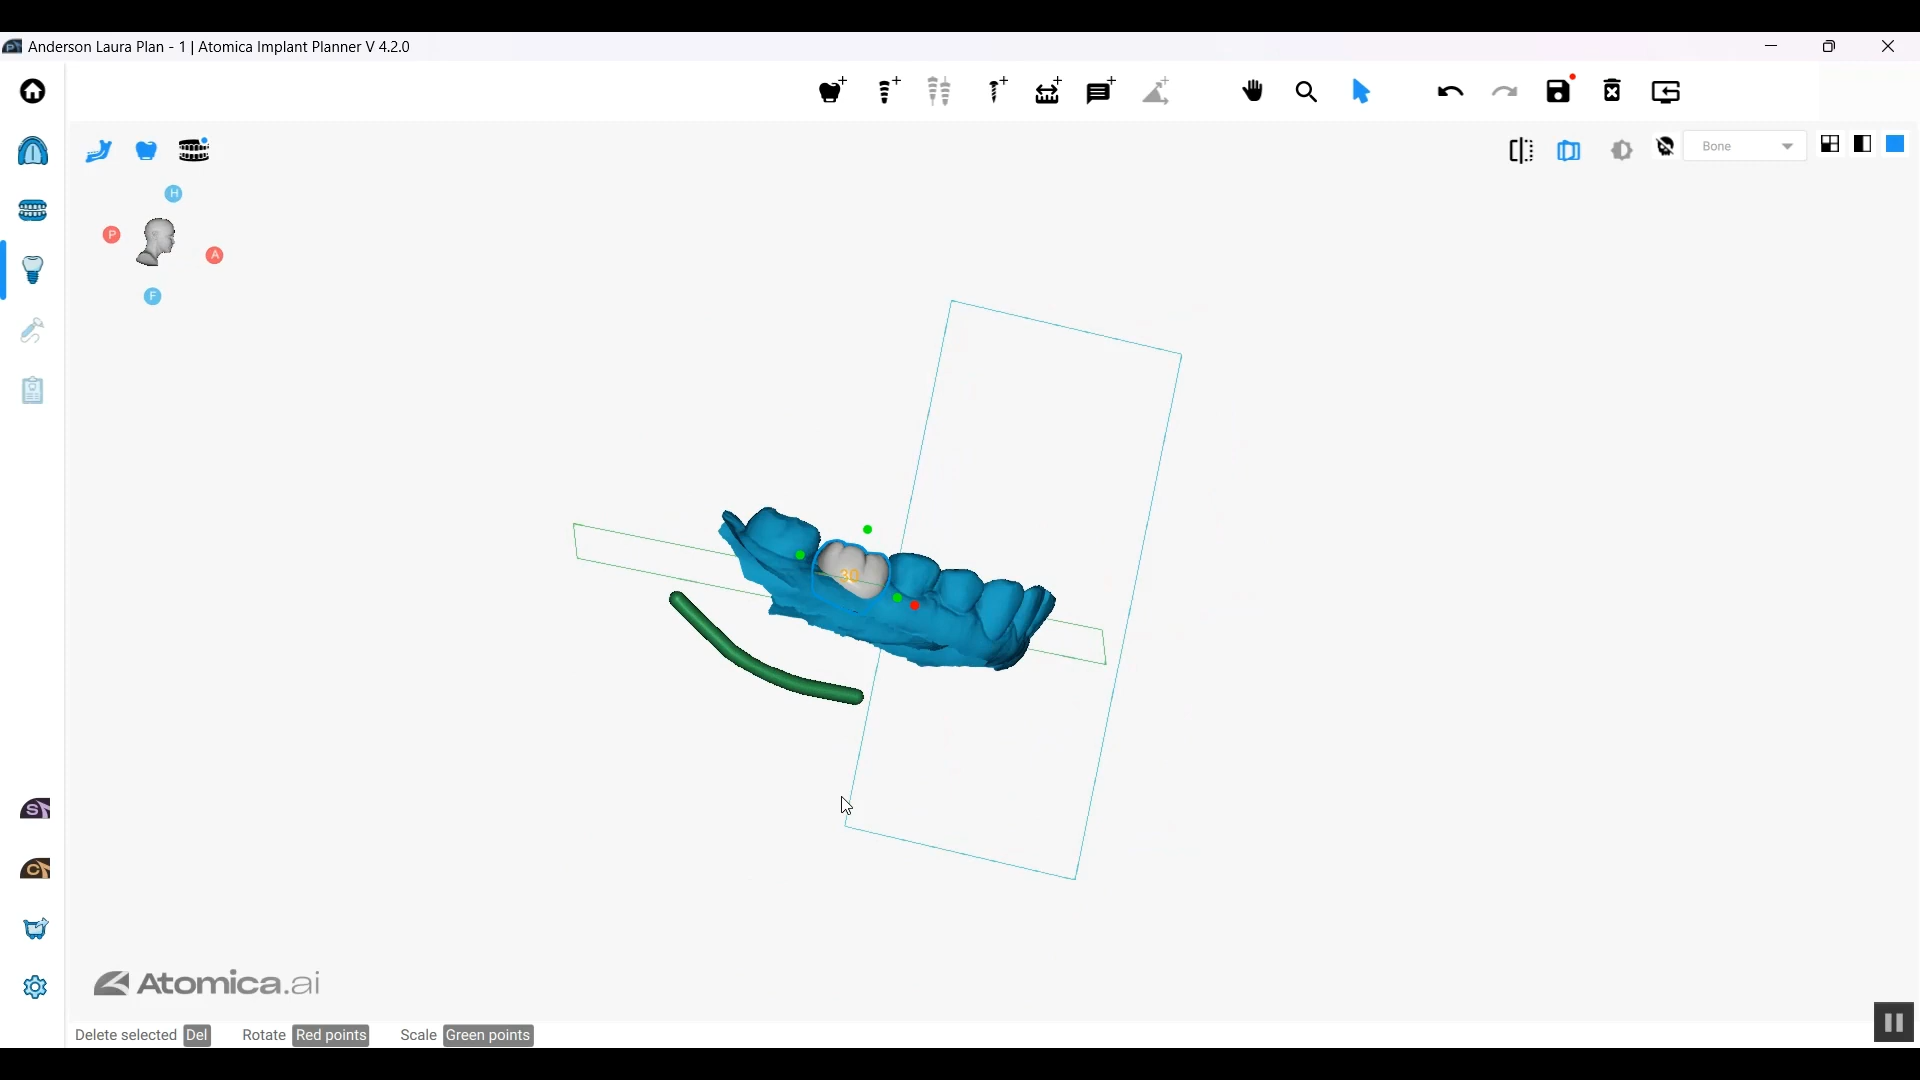 Anderson Laura Plan - 1 | Atomica Implant Planner V 4.2.0
Bone
H
P
A
F
30
S
C
Atomica.ai
Delete selected Del Rotate Red points Scale Green points